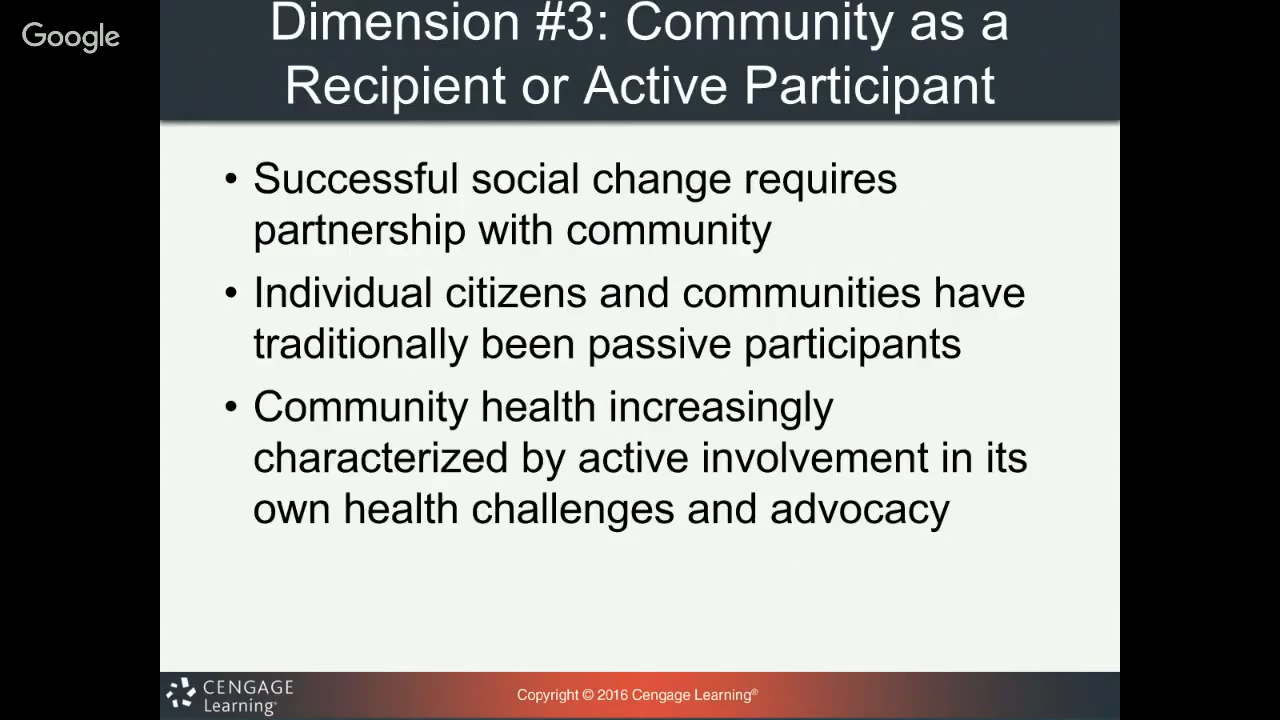 Google
Dimension #3: Community as a
Recipient or Active Participant
• Successful social change requires
partnership with community
• Individual citizens and communities have
traditionally been passive participants
• Community health increasingly
characterized by active involvement in its
own health challenges and advocacy
CENGAGE
Learning®
Copyright © 2016 Cengage Learning®